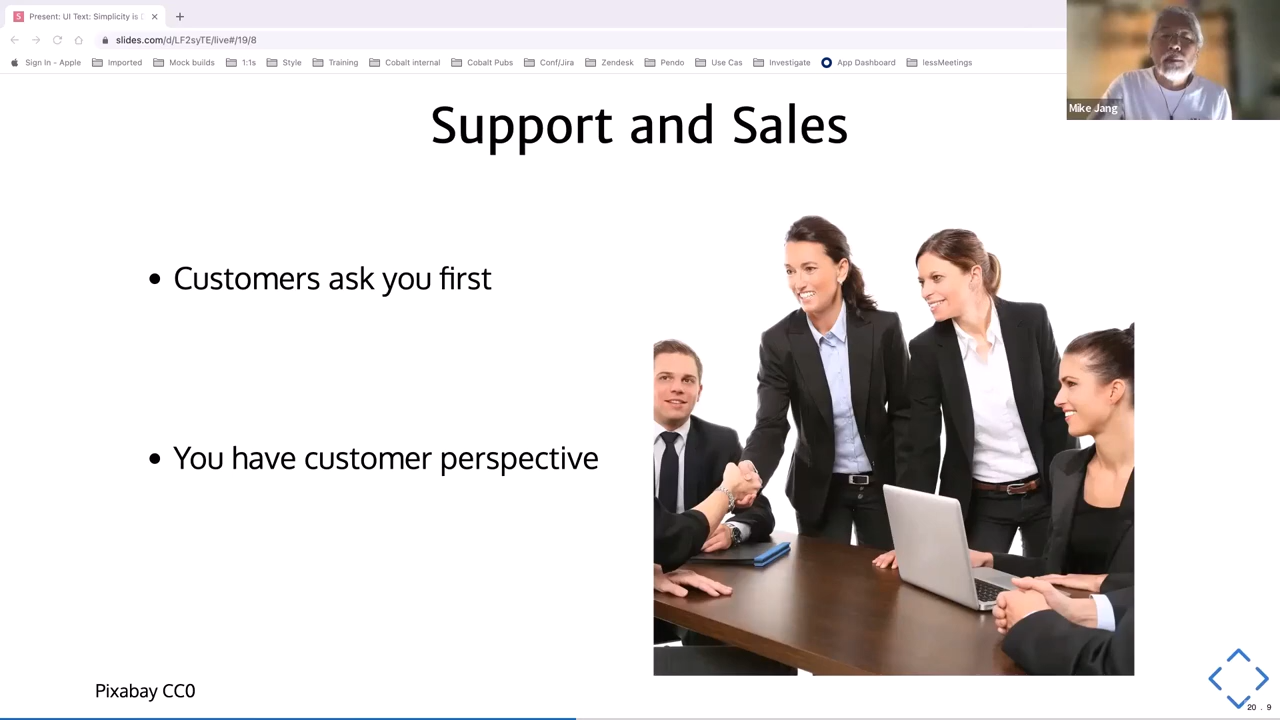 Present: UI Text: Simplicity is
slides.com/d/LF2syTE/live#/19/8
Sign In - Apple Imported Mock builds 1:1s Style Training Cobalt internal Cobalt Pubs Conf/Jira Zendesk Pendo Use Cas Investigate App Dashboard lessMeetings
Mike Jang
Support and Sales
• Customers ask you first
• You have customer perspective
Pixabay CC0
20 . 9